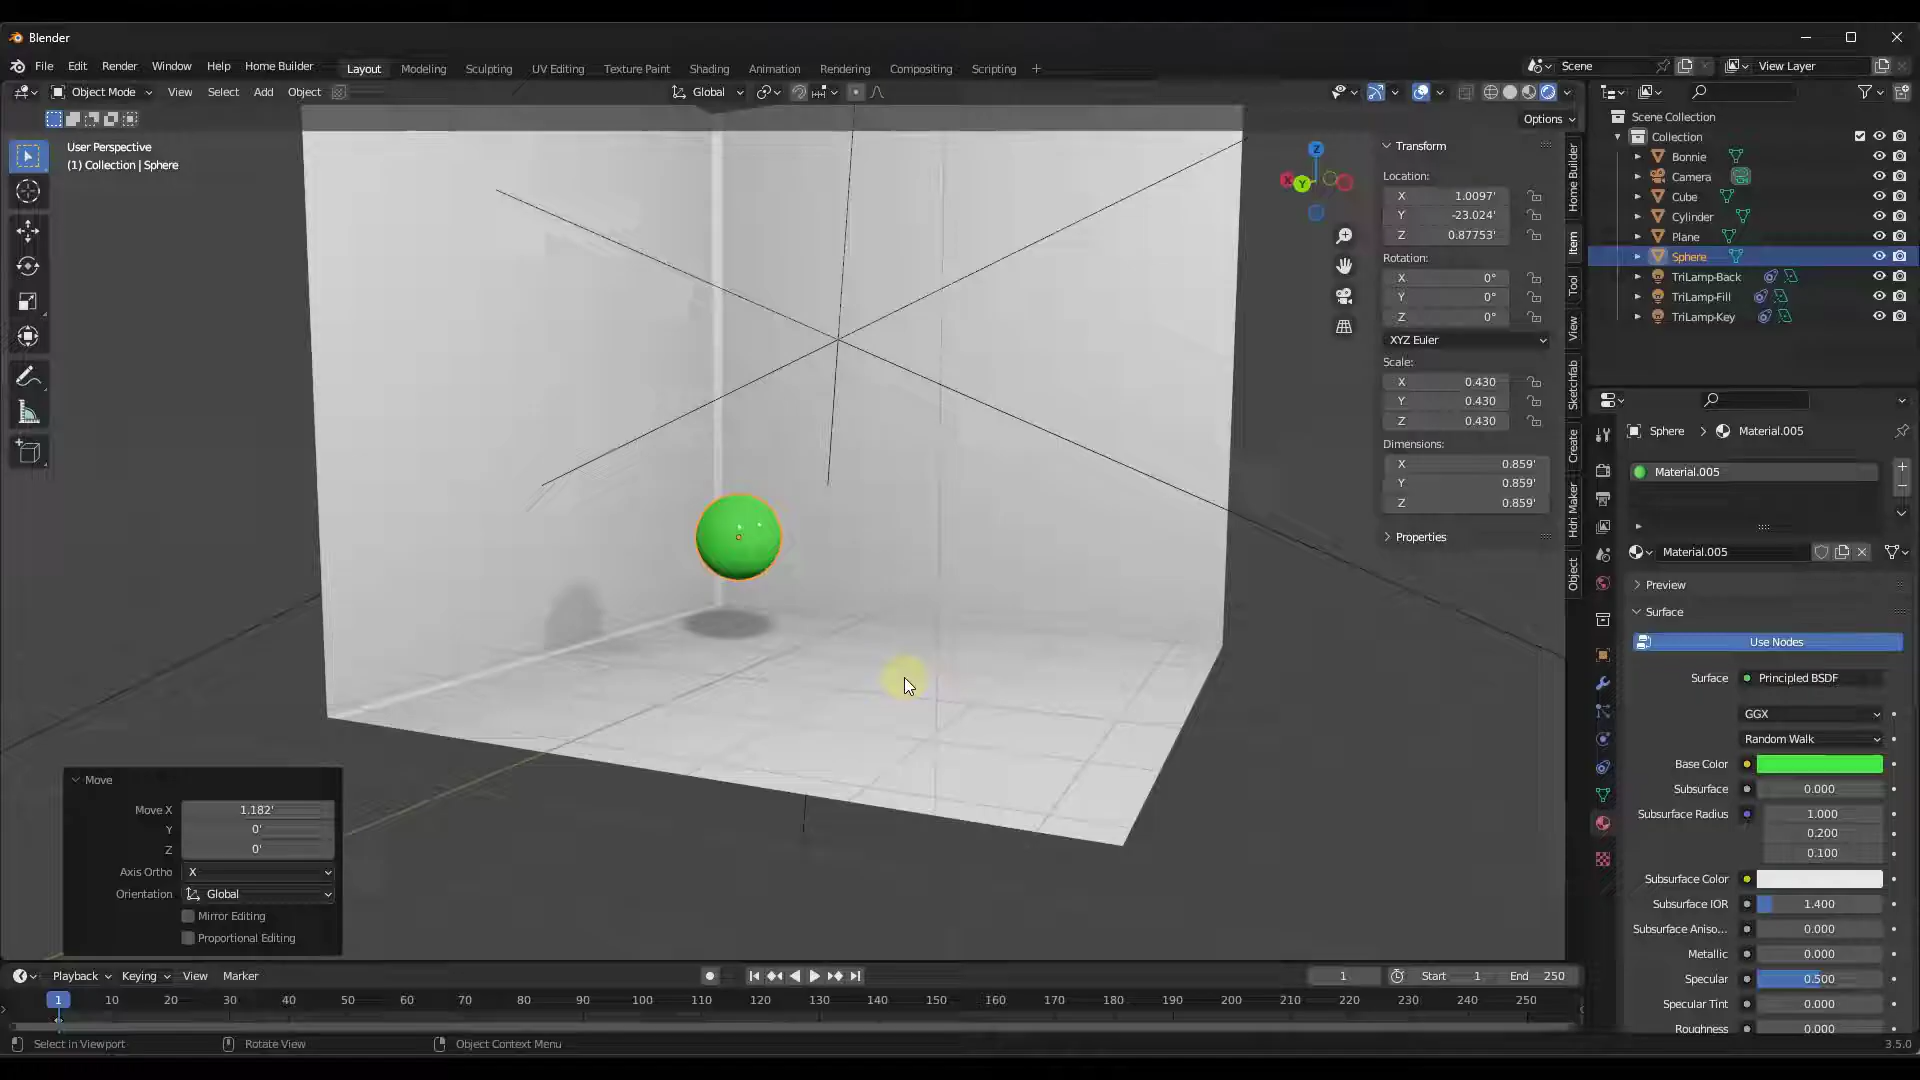 Blender
File Edit Render Window Help Home Builder Layout Modeling Sculpting UV Editing Texture Paint Shading Animation Rendering Compositing Scripting + Scene View Layer
Object Mode View Select Add Object Global
Options
User Perspective
(1) Collection | Sphere
Transform
Location:
X 1.0097'
Y -23.024'
Z 0.87753'
Rotation:
X 0°
Y 0°
Z 0°
XYZ Euler
Scale:
X 0.430
Y 0.430
Z 0.430
Dimensions:
X 0.859'
Y 0.859'
Z 0.859'
Properties
Home Builder
Item
Tool
View
Sketchfab
Create
Hdri Maker
Object
X Y Z
Scene Collection
Collection
Bonnie
Camera
Cube
Cylinder
Plane
Sphere
TriLamp-Back
TriLamp-Fill
TriLamp-Key
Sphere > Material.005
Material.005
Material.005
Preview
Surface
Use Nodes
Surface Principled BSDF
GGX
Random Walk
Base Color
Subsurface 0.000
Subsurface Radius 1.000
0.200
0.100
Subsurface Color
Subsurface IOR 1.400
Subsurface Aniso... 0.000
Metallic 0.000
Specular 0.500
Specular Tint 0.000
Roughness 0.000
Move
Move X 1.182'
Y 0'
Z 0'
Axis Ortho X
Orientation Global
Mirror Editing
Proportional Editing
Playback Keying View Marker 1 Start 1 End 250
1 10 20 30 40 50 60 70 80 90 100 110 120 130 140 150 160 170 180 190 200 210 220 230 240 250
Select in Viewport Rotate View Object Context Menu 3.5.0